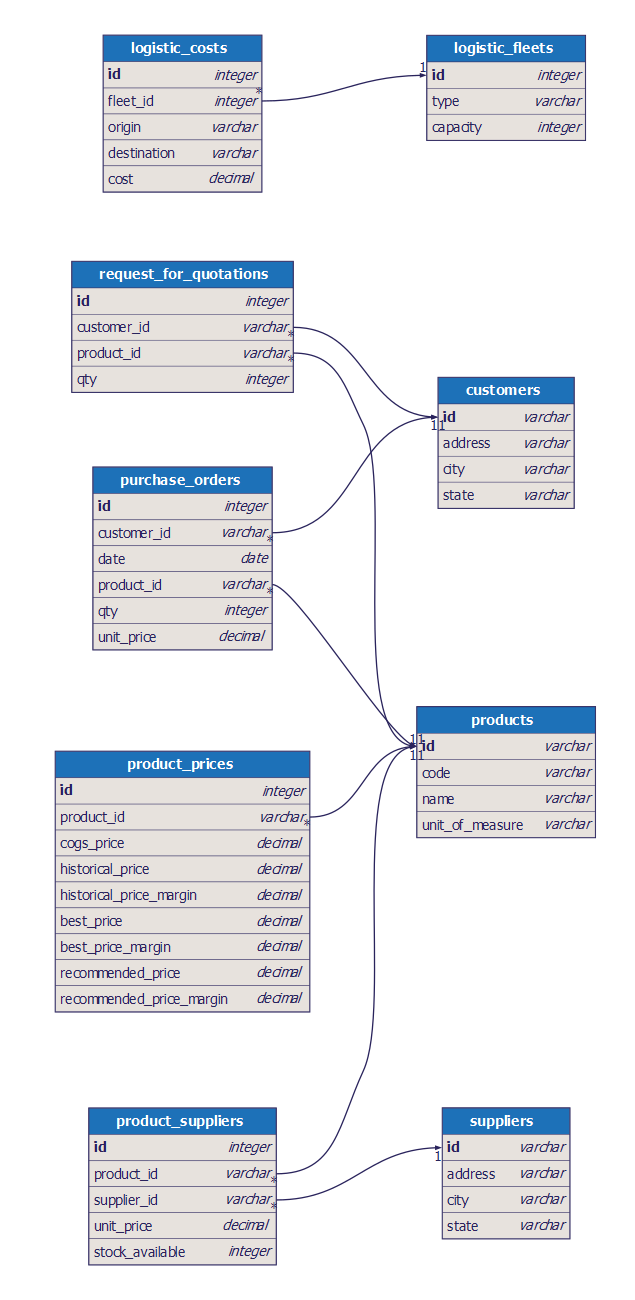 logistic_costs
id integer
fleet_id integer
origin varchar
destination varchar
cost decimal
*
1
logistic_fleets
id integer
type varchar
capacity integer
request_for_quotations
id integer
customer_id varchar
*
product_id varchar
*
qty integer
customers
id varchar
11
address varchar
city varchar
state varchar
purchase_orders
id integer
customer_id varchar
*
date date
product_id varchar
*
qty integer
unit_price decimal
products
11
id varchar
11
code varchar
name varchar
unit_of_measure varchar
product_prices
id integer
product_id varchar
*
cogs_price decimal
historical_price decimal
historical_price_margin decimal
best_price decimal
best_price_margin decimal
recommended_price decimal
recommended_price_margin decimal
product_suppliers
id integer
product_id varchar
*
supplier_id varchar
*
unit_price decimal
stock_available integer
suppliers
id varchar
1
address varchar
city varchar
state varchar